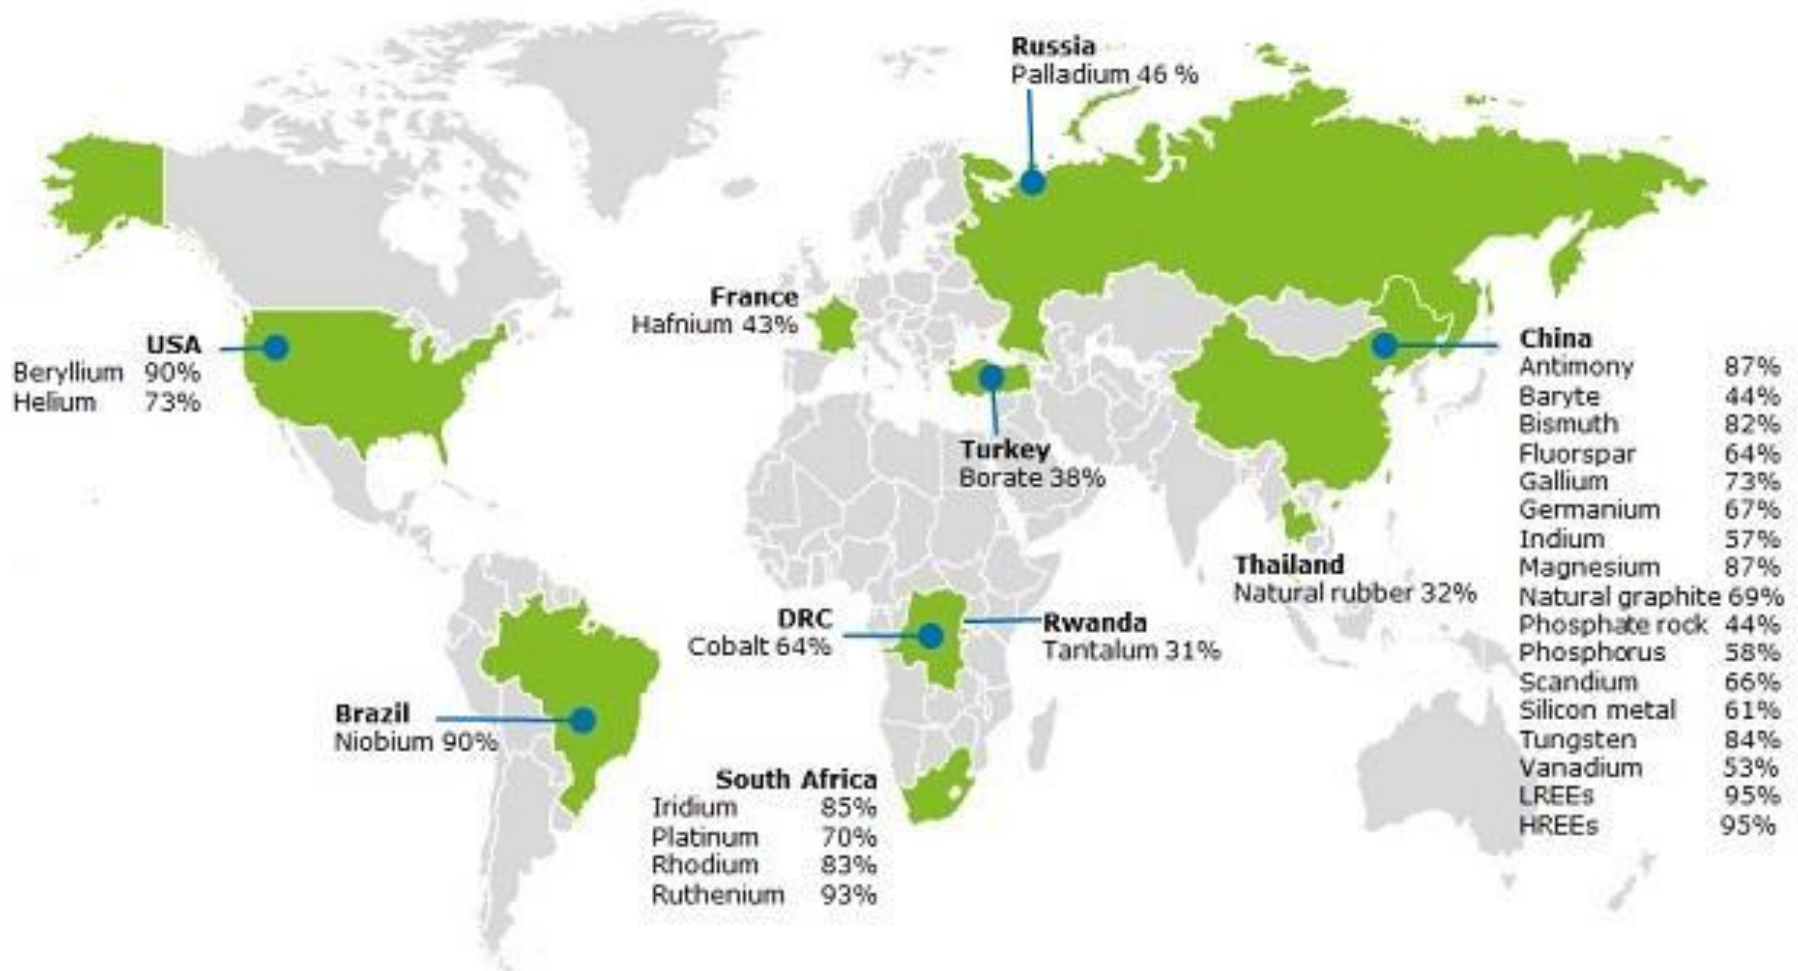 Russia
Palladium 46 %
France
Hafnium 43%
USA
Beryllium 90%
Helium 73%
Turkey
Borate 38%
China
Antimony 87%
Baryte 44%
Bismuth 82%
Fluorspar 64%
Gallium 73%
Germanium 67%
Indium 57%
Magnesium 87%
Natural graphite 69%
Phosphate rock 44%
Phosphorus 58%
Scandium 66%
Silicon metal 61%
Tungsten 84%
Vanadium 53%
LREEs 95%
HREEs 95%
Thailand
Natural rubber 32%
DRC
Cobalt 64%
Rwanda
Tantalum 31%
Brazil
Niobium 90%
South Africa
Iridium 85%
Platinum 70%
Rhodium 83%
Ruthenium 93%